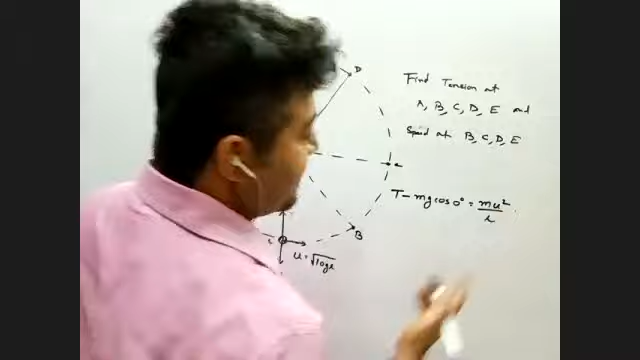 D
Find Tension at
A, B, C, D, E and
Speed at B, C, D, E
c
T - mg cos 0° = mu²/l
B
u = √10gl